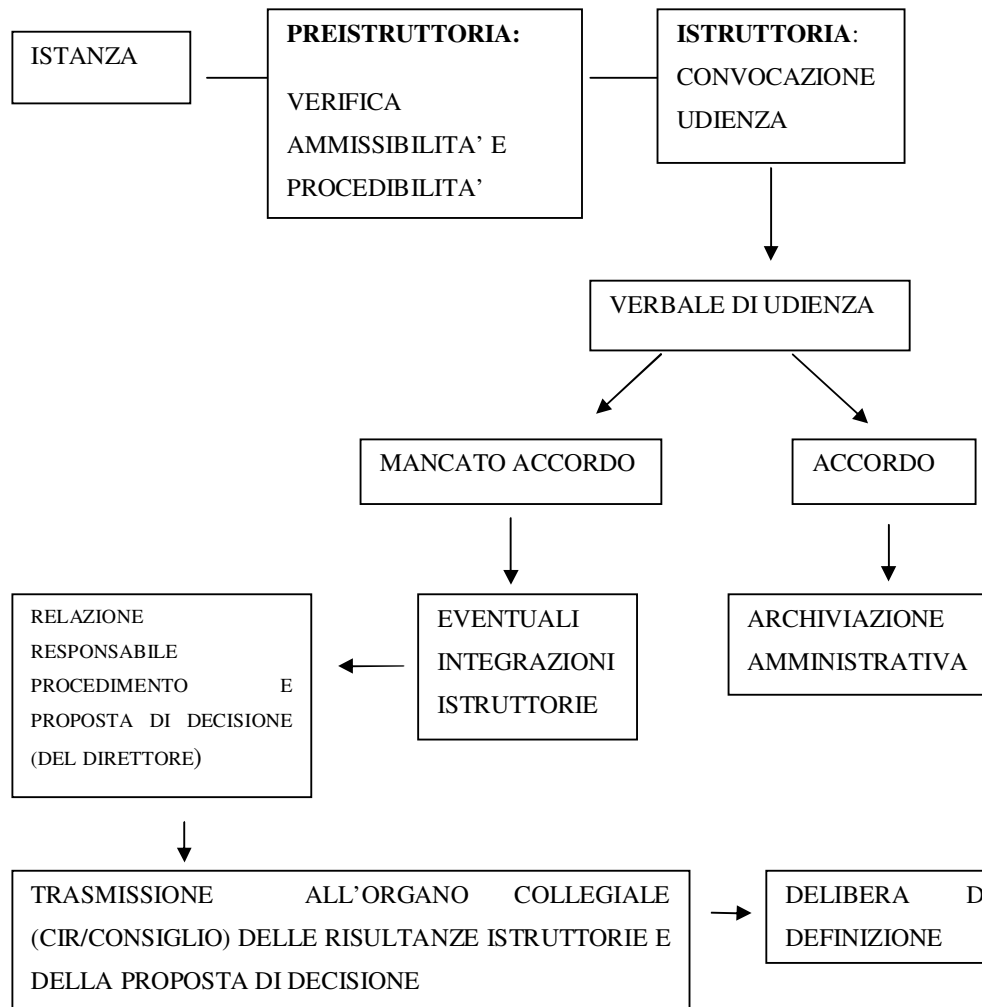 ISTANZA
PREISTRUTTORIA:
VERIFICA
AMMISSIBILITA’ E
PROCEDIBILITA’
ISTRUTTORIA:
CONVOCAZIONE
UDIENZA
VERBALE DI UDIENZA
MANCATO ACCORDO
ACCORDO
RELAZIONE
RESPONSABILE
PROCEDIMENTO E
PROPOSTA DI DECISIONE
(DEL DIRETTORE)
EVENTUALI
INTEGRAZIONI
ISTRUTTORIE
ARCHIVIAZIONE
AMMINISTRATIVA
TRASMISSIONE ALL’ORGANO COLLEGIALE
(CIR/CONSIGLIO) DELLE RISULTANZE ISTRUTTORIE E
DELLA PROPOSTA DI DECISIONE
DELIBERA
DEFINIZIONE